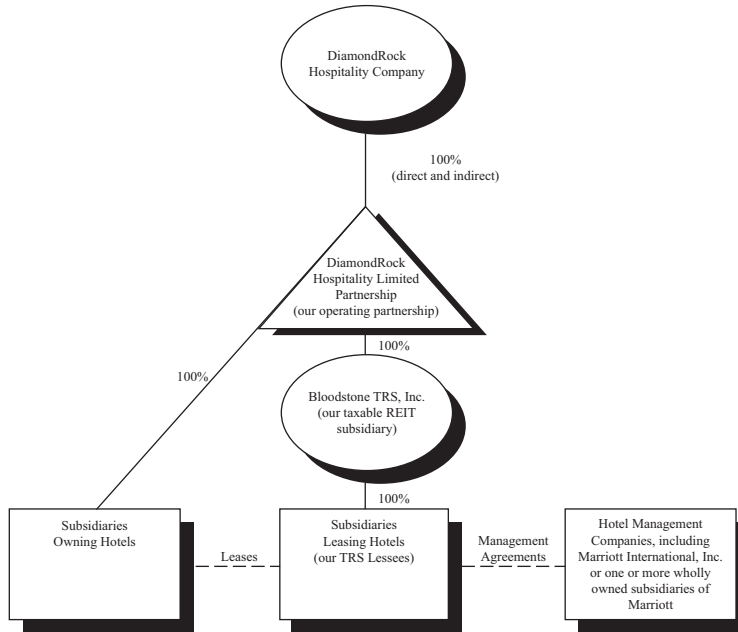 DiamondRock
Hospitality Company
100%
(direct and indirect)
DiamondRock
Hospitality Limited
Partnership
(our operating partnership)
100%
100%
Bloodstone TRS, Inc.
(our taxable REIT
subsidiary)
100%
Subsidiaries
Owning Hotels
Leases
Subsidiaries
Leasing Hotels
(our TRS Lessees)
Management
Agreements
Hotel Management
Companies, including
Marriott International, Inc.
or one or more wholly
owned subsidiaries of
Marriott